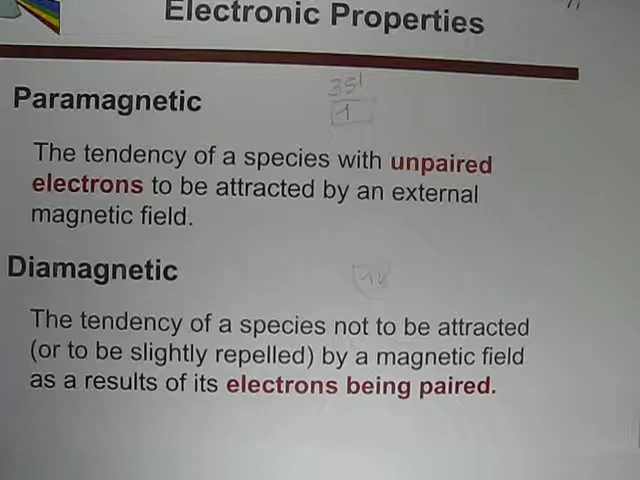 Electronic Properties
Paramagnetic
The tendency of a species with unpaired
electrons to be attracted by an external
magnetic field.
Diamagnetic
The tendency of a species not to be attracted
(or to be slightly repelled) by a magnetic field
as a results of its electrons being paired.